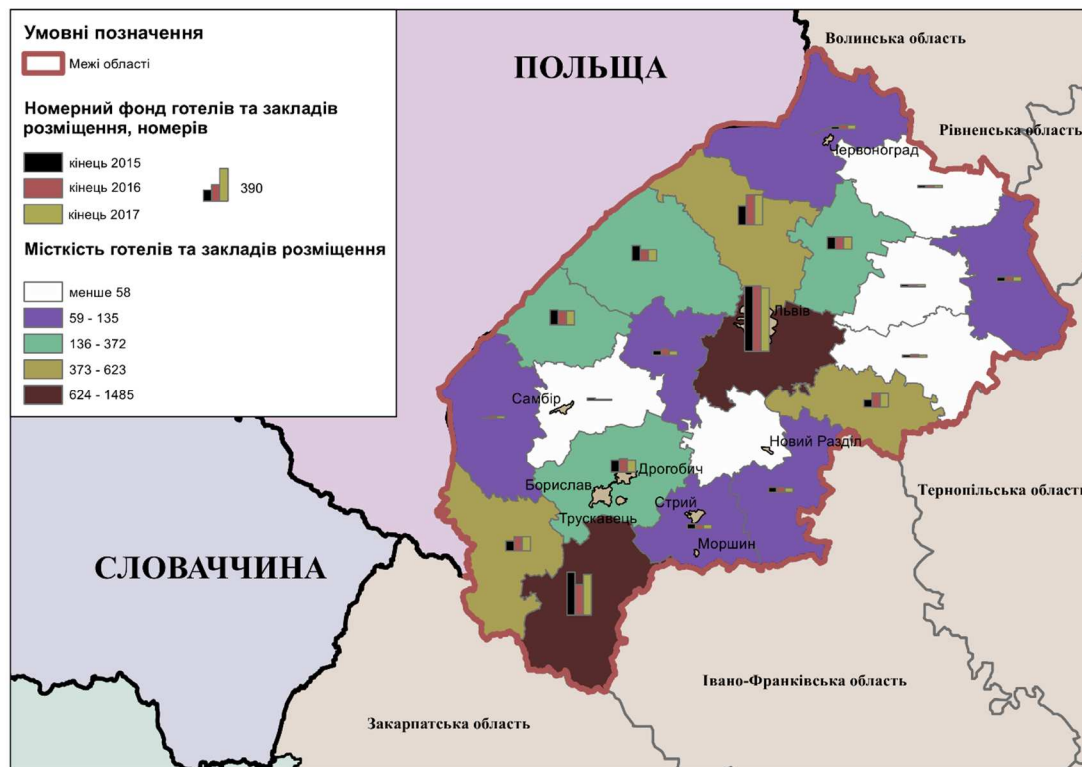 Умовні позначення
Межі області
Номерний фонд готелів та закладів
розміщення, номерів
кінець 2015
кінець 2016
кінець 2017
390
Місткість готелів та закладів розміщення
менше 58
59 - 135
136 - 372
373 - 623
624 - 1485
Волинська область
ПОЛЬЩА
Рівненська область
Червоноград
Львів
Самбір
Новий Разділ
Дрогобич
Борислав
Стрий
Трускавець
Тернопільська область
Моршин
СЛОВАЧЧИНА
Івано-Франківська область
Закарпатська область